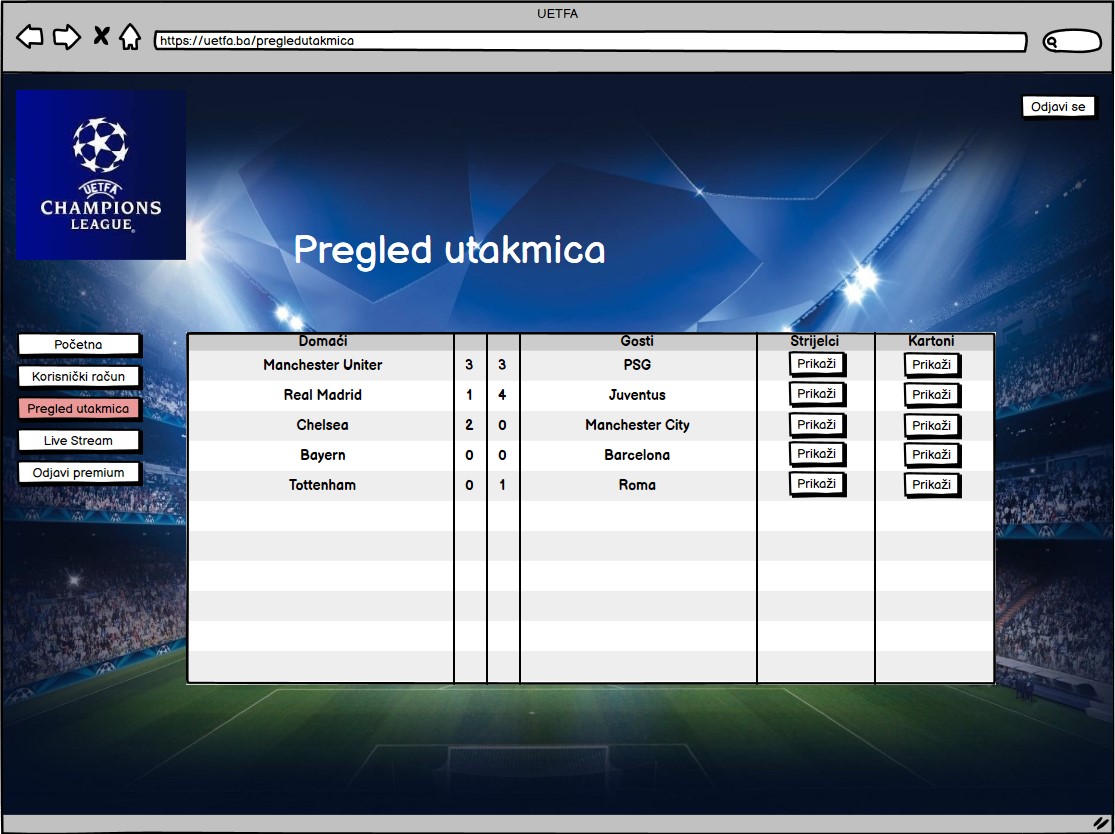 UETFA
https://uetfa.ba/pregledutakmica
Odjavi se
UETFA
CHAMPIONS
LEAGUE
Pregled utakmica
Početna
Korisnički račun
Pregled utakmica
Live Stream
Odjavi premium
Domaći Gosti Strijelci Kartoni
Manchester Uniter 3 3 PSG Prikaži Prikaži
Real Madrid 1 4 Juventus Prikaži Prikaži
Chelsea 2 0 Manchester City Prikaži Prikaži
Bayern 0 0 Barcelona Prikaži Prikaži
Tottenham 0 1 Roma Prikaži Prikaži